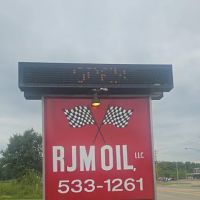 RJM OIL, LLC.
533-1261